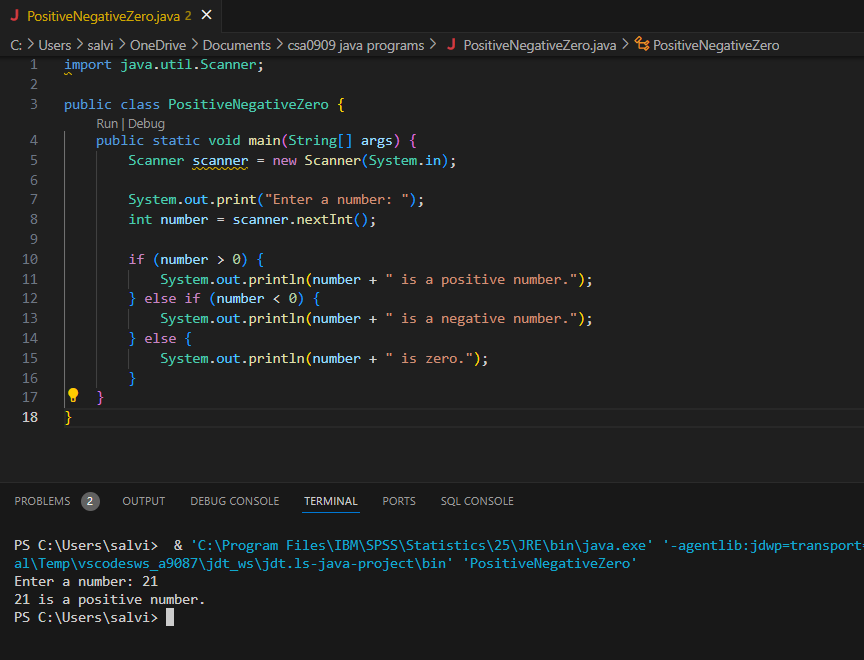 J PositiveNegativeZero.java 2 ×
C: > Users > salvi > OneDrive > Documents > csa0909 java programs > J PositiveNegativeZero.java > PositiveNegativeZero
1 import java.util.Scanner;
2
3 public class PositiveNegativeZero {
Run | Debug
4 public static void main(String[] args) {
5 Scanner scanner = new Scanner(System.in);
6
7 System.out.print("Enter a number: ");
8 int number = scanner.nextInt();
9
10 if (number > 0) {
11 System.out.println(number + " is a positive number.");
12 } else if (number < 0) {
13 System.out.println(number + " is a negative number.");
14 } else {
15 System.out.println(number + " is zero.");
16 }
17 }
18 }
PROBLEMS 2 OUTPUT DEBUG CONSOLE TERMINAL PORTS SQL CONSOLE
PS C:\Users\salvi> & 'C:\Program Files\IBM\SPSS\Statistics\25\JRE\bin\java.exe' '-agentlib:jdwp=transport=
al\Temp\vscodesws_a9087\jdt_ws\jdt.ls-java-project\bin' 'PositiveNegativeZero'
Enter a number: 21
21 is a positive number.
PS C:\Users\salvi>